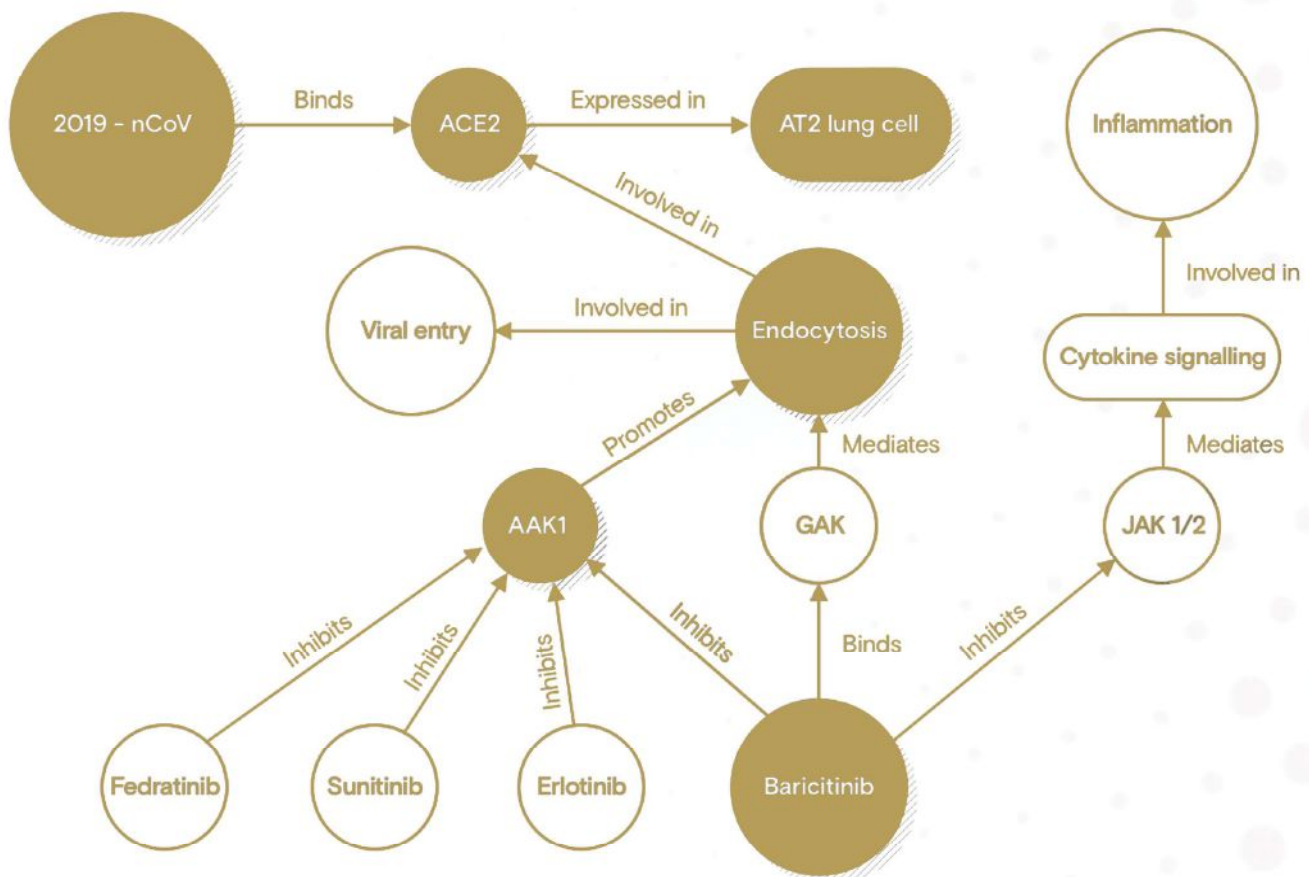 2019 - nCoV
Binds
ACE2
Expressed in
AT2 lung cell
Inflammation
Involved in
Involved in
Viral entry
Involved in
Endocytosis
Cytokine signalling
Promotes
Mediates
Mediates
AAK1
GAK
JAK 1/2
Inhibits
Inhibits
Inhibits
Inhibits
Binds
Inhibits
Fedratinib
Sunitinib
Erlotinib
Baricitinib